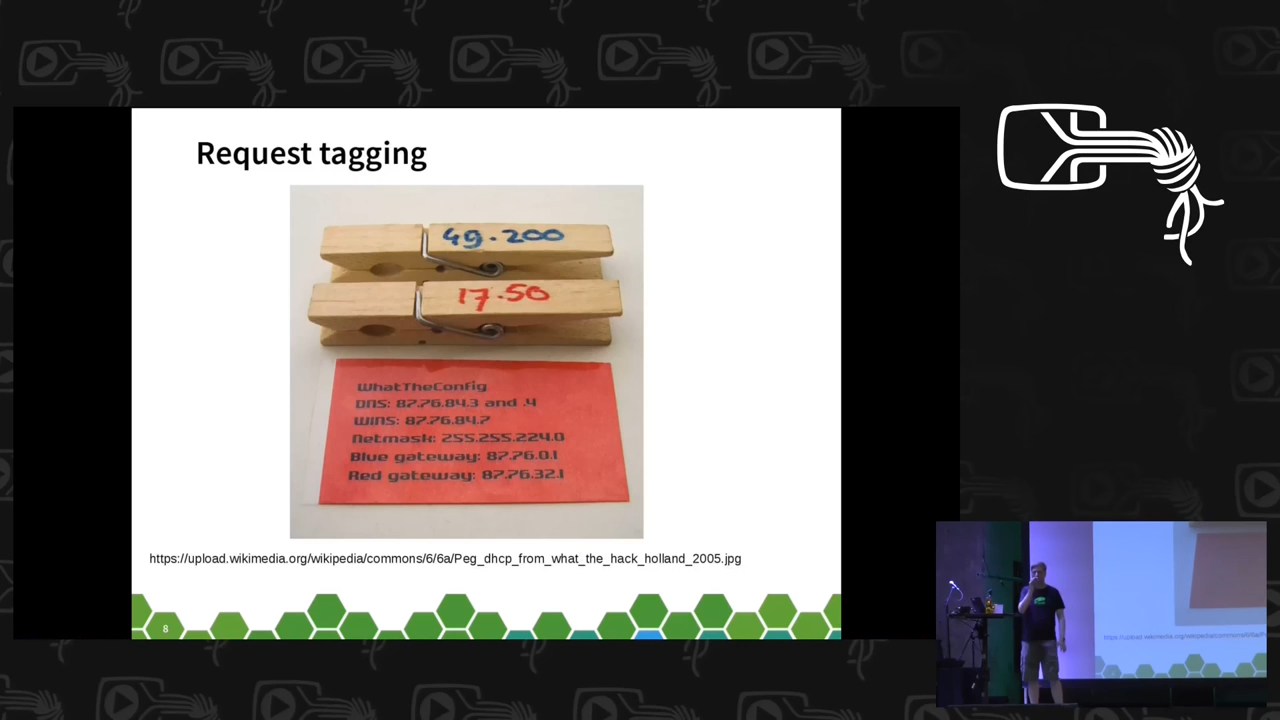 Request tagging
49.200
17.50
WhatTheConfig
DNS: 87.76.84.3 and .4
WINS: 87.76.84.7
Netmask: 255.255.224.0
Blue gateway: 87.76.0.1
Red gateway: 87.76.32.1
https://upload.wikimedia.org/wikipedia/commons/6/6a/Peg_dhcp_from_what_the_hack_holland_2005.jpg
8